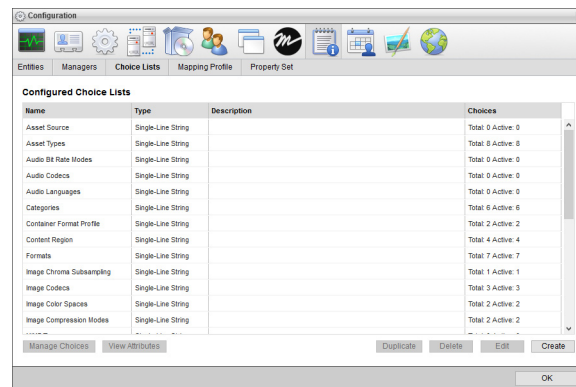 Configuration
Entities Managers Choice Lists Mapping Profile Property Set
Configured Choice Lists
Name Type Description Choices
Asset Source Single-Line String Total: 0 Active: 0
Asset Types Single-Line String Total: 8 Active: 8
Audio Bit Rate Modes Single-Line String Total: 0 Active: 0
Audio Codecs Single-Line String Total: 0 Active: 0
Audio Languages Single-Line String Total: 0 Active: 0
Categories Single-Line String Total: 6 Active: 6
Container Format Profile Single-Line String Total: 2 Active: 2
Content Region Single-Line String Total: 4 Active: 4
Formats Single-Line String Total: 7 Active: 7
Image Chroma Subsampling Single-Line String Total: 1 Active: 1
Image Codecs Single-Line String Total: 3 Active: 3
Image Color Spaces Single-Line String Total: 2 Active: 2
Image Compression Modes Single-Line String Total: 2 Active: 2
Manage Choices View Attributes Duplicate Delete Edit Create
OK